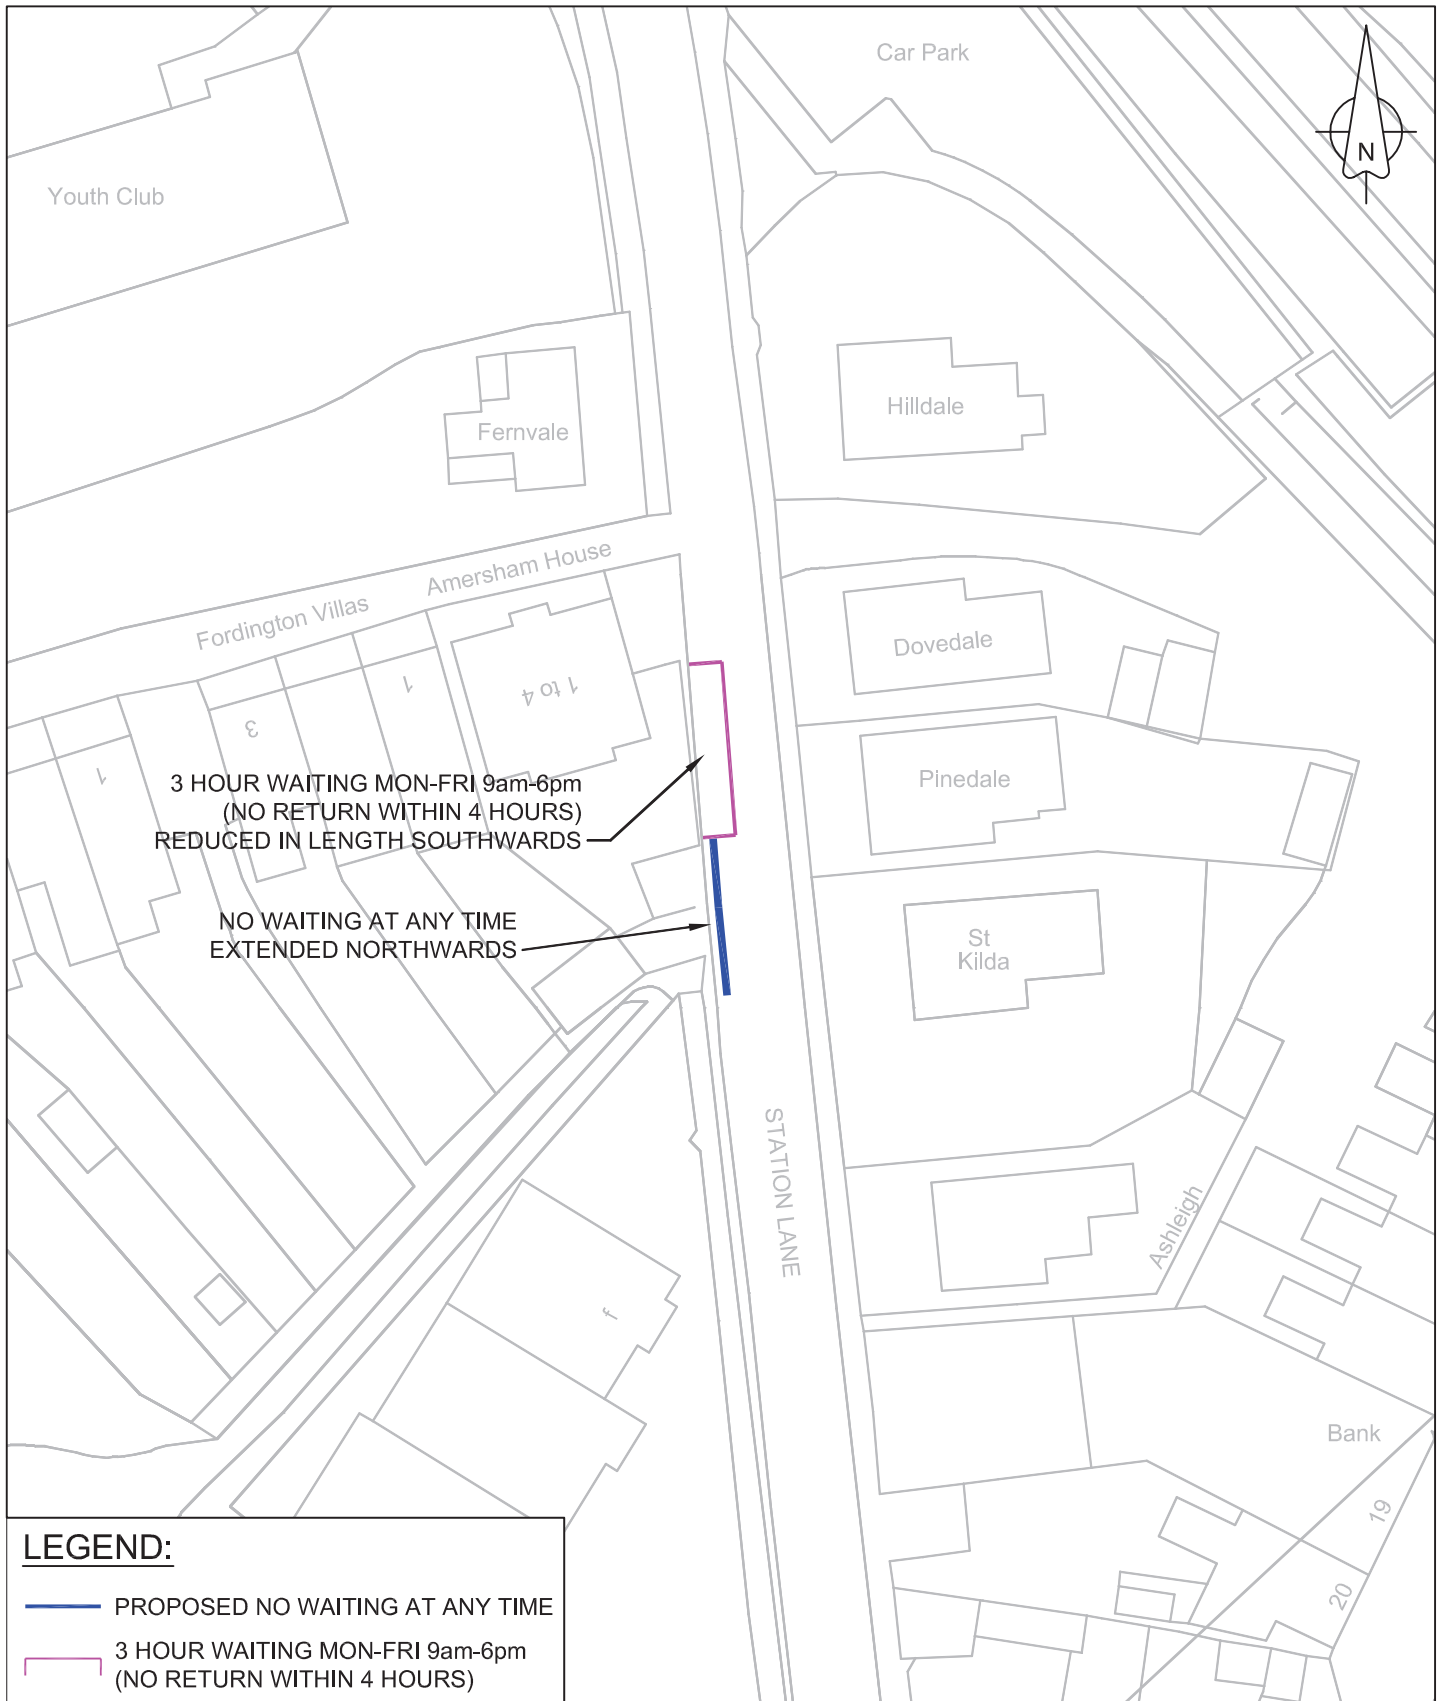 Car Park
N
Youth Club
Hilldale
Fernvale
Amersham House
Fordington Villas
Dovedale
1 to 4
1
3
1
Pinedale
3 HOUR WAITING MON-FRI 9am-6pm
(NO RETURN WITHIN 4 HOURS)
REDUCED IN LENGTH SOUTHWARDS
NO WAITING AT ANY TIME
EXTENDED NORTHWARDS
St
Kilda
STATION LANE
Ashleigh
f
Bank
19
20
LEGEND:
PROPOSED NO WAITING AT ANY TIME
3 HOUR WAITING MON-FRI 9am-6pm
(NO RETURN WITHIN 4 HOURS)